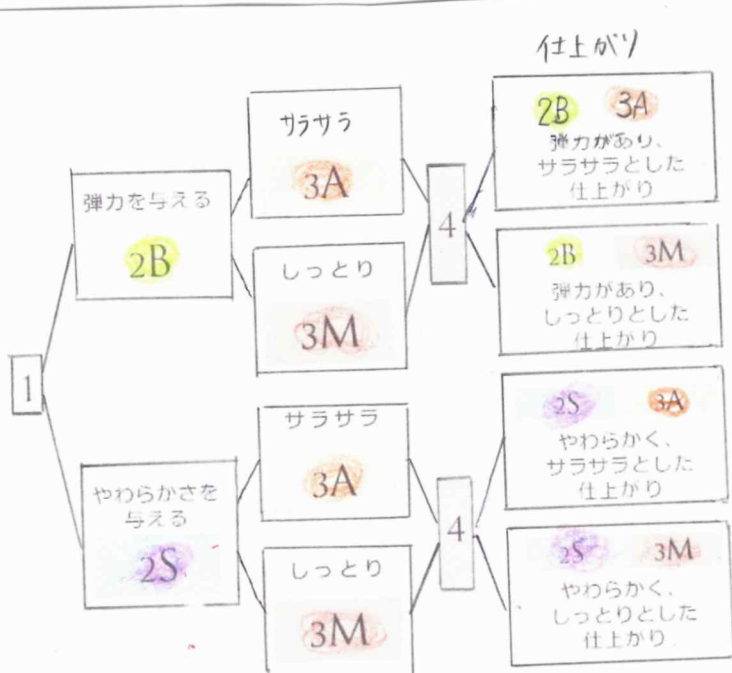 仕上がり
1
弾力を与える
2B
やわらかさを
与える
2S
サラサラ
3A
しっとり
3M
サラサラ
3A
しっとり
3M
4
4
2B 3A
弾力があり、
サラサラとした
仕上がり
2B 3M
弾力があり、
しっとりとした
仕上がり
2S 3A
やわらかく、
サラサラとした
仕上がり
2S 3M
やわらかく、
しっとりとした
仕上がり